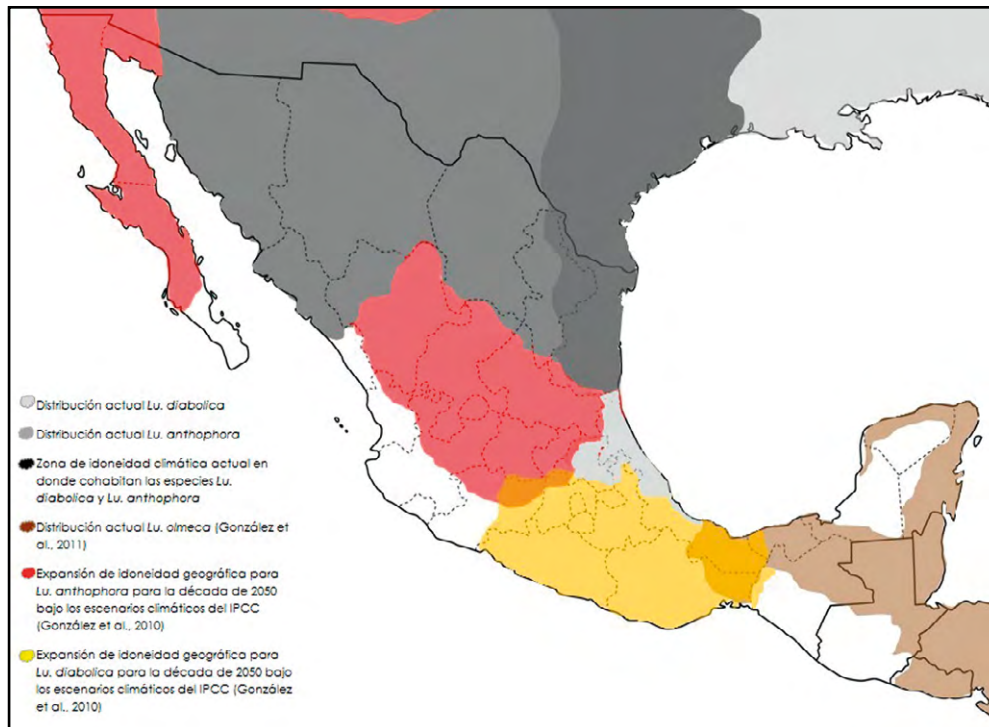 Distribución actual Lu. diabolica
Distribución actual Lu. anthophora
Zona de idoneidad climática actual en
donde cohabitan las especies Lu.
diabolica y Lu. anthophora
Distribución actual Lu. olmeca (González et
al., 2011)
Expansión de idoneidad geográfica para
Lu. anthophora para la década de 2050
bajo los escenarios climáticos del IPCC
(González et al., 2010)
Expansión de idoneidad geográfica para
Lu. diabolica para la década de 2050 bajo
los escenarios climáticos del IPCC (González
et al., 2010)